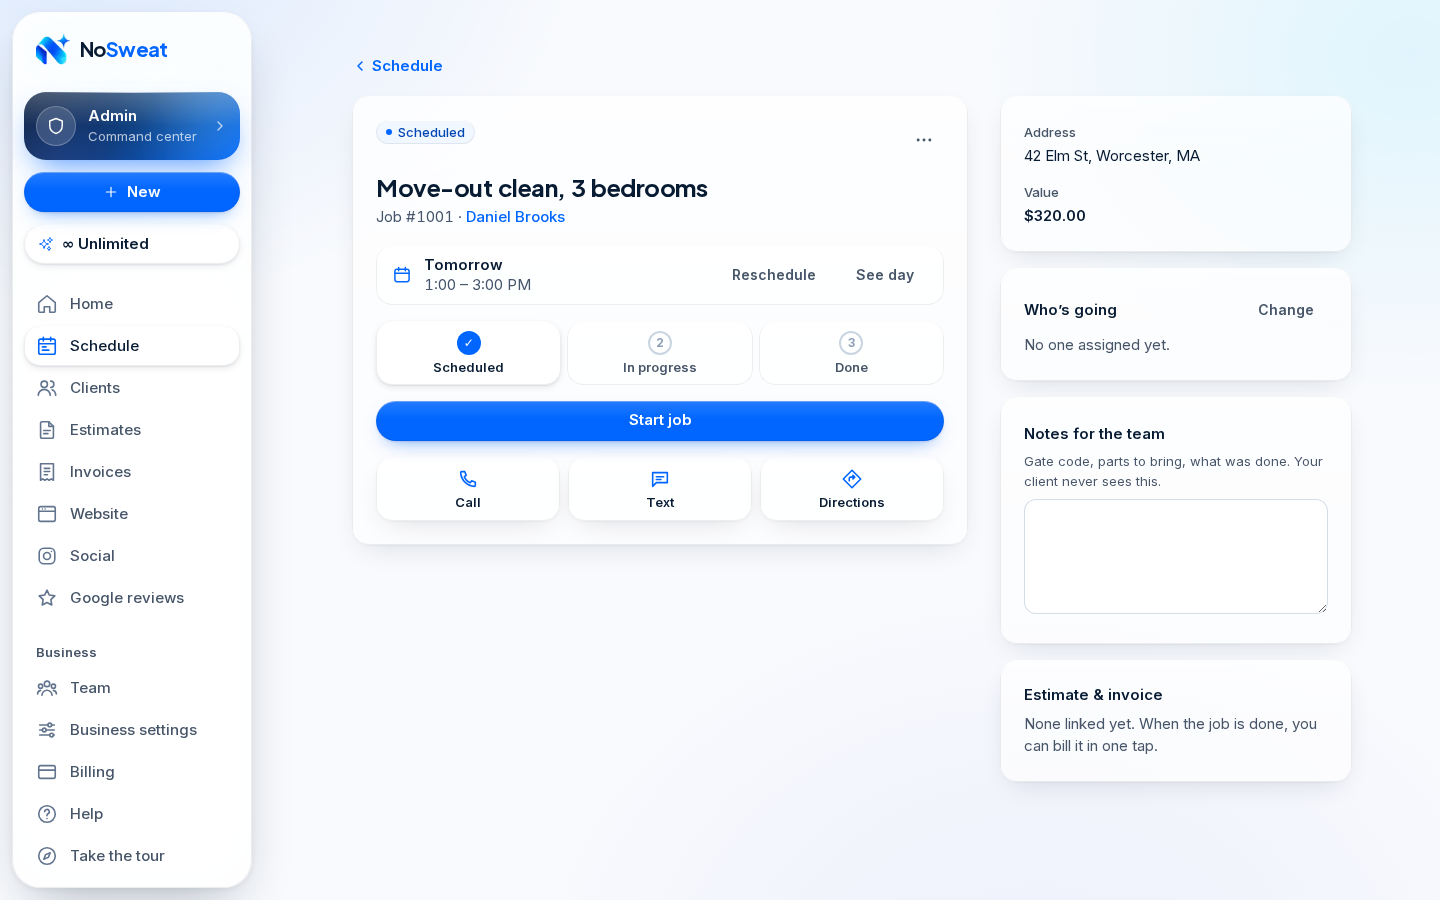 NoSweat
Admin
Command center
New
∞ Unlimited
Home
Schedule
Clients
Estimates
Invoices
Website
Social
Google reviews
Business
Team
Business settings
Billing
Help
Take the tour
Schedule
Scheduled
Move-out clean, 3 bedrooms
Job #1001 · Daniel Brooks
Tomorrow
1:00 – 3:00 PM
Reschedule
See day
✓
Scheduled
2
In progress
3
Done
Start job
Call
Text
Directions
Address
42 Elm St, Worcester, MA
Value
$320.00
Who’s going
Change
No one assigned yet.
Notes for the team
Gate code, parts to bring, what was done. Your
client never sees this.
Estimate & invoice
None linked yet. When the job is done, you
can bill it in one tap.